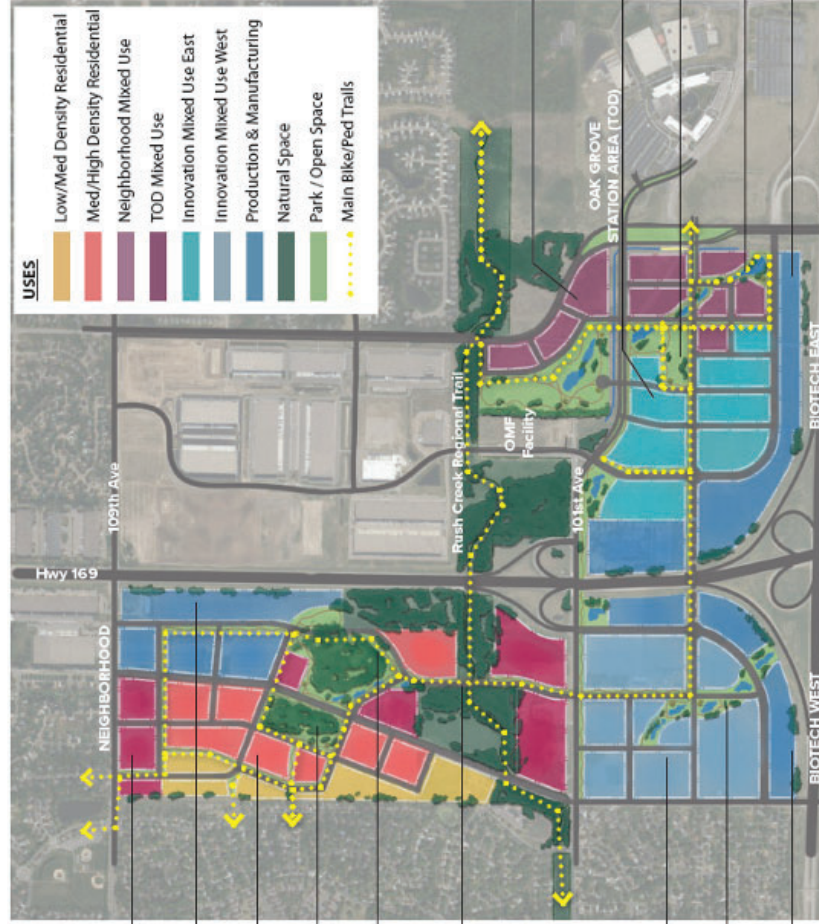 USES
Low/Med Density Residential
Med/High Density Residential
Neighborhood Mixed Use
TOD Mixed Use
Innovation Mixed Use East
Innovation Mixed Use West
Production & Manufacturing
Natural Space
Park / Open Space
Main Bike/Ped Trails
109th Ave
Hwy 169
NEIGHBORHOOD
Rush Creek Regional Trail
OMF
Facility
101st Ave
OAK GROVE
STATION AREA (TOD)
BIOTECH WEST
BIOTECH EAST